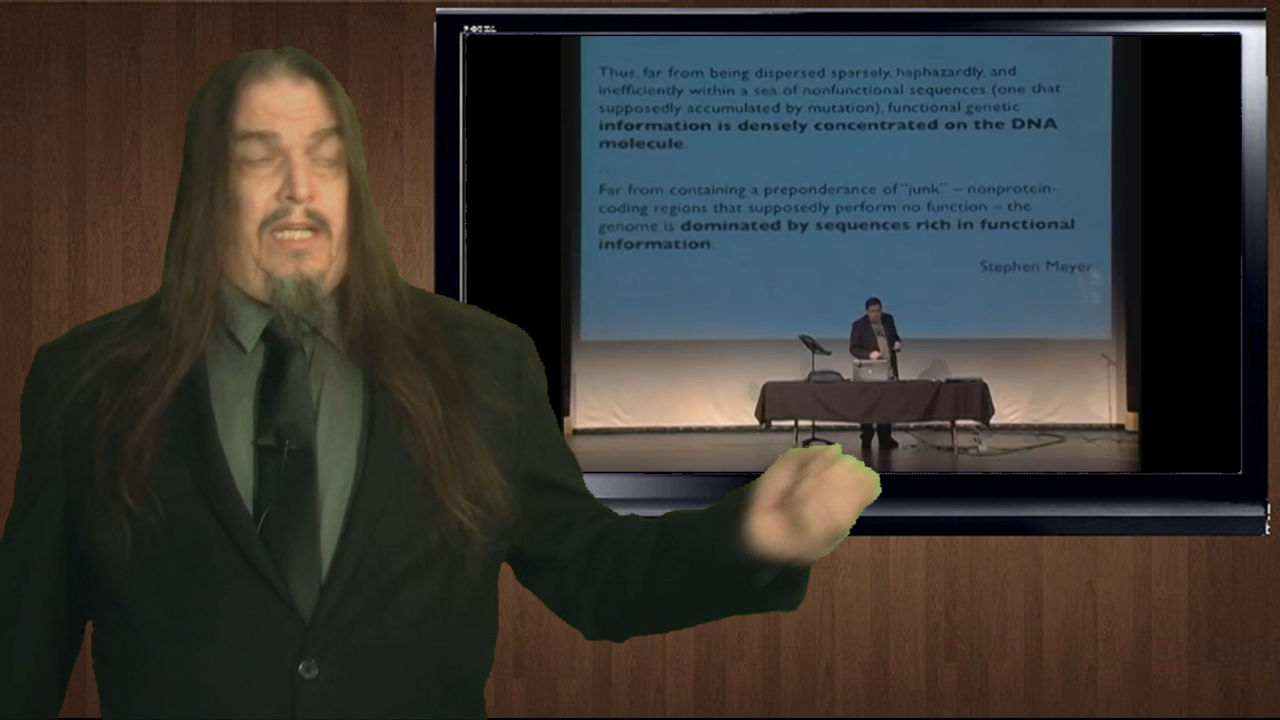 Thus, far from being dispersed sparsely, haphazardly, and
inefficiently within a sea of nonfunctional sequences (one that
supposedly accumulated by mutation), functional genetic
information is densely concentrated on the DNA
molecule.
...
Far from containing a preponderance of "junk" – nonprotein-
coding regions that supposedly perform no function – the
genome is dominated by sequences rich in functional
information.
Stephen Meyer